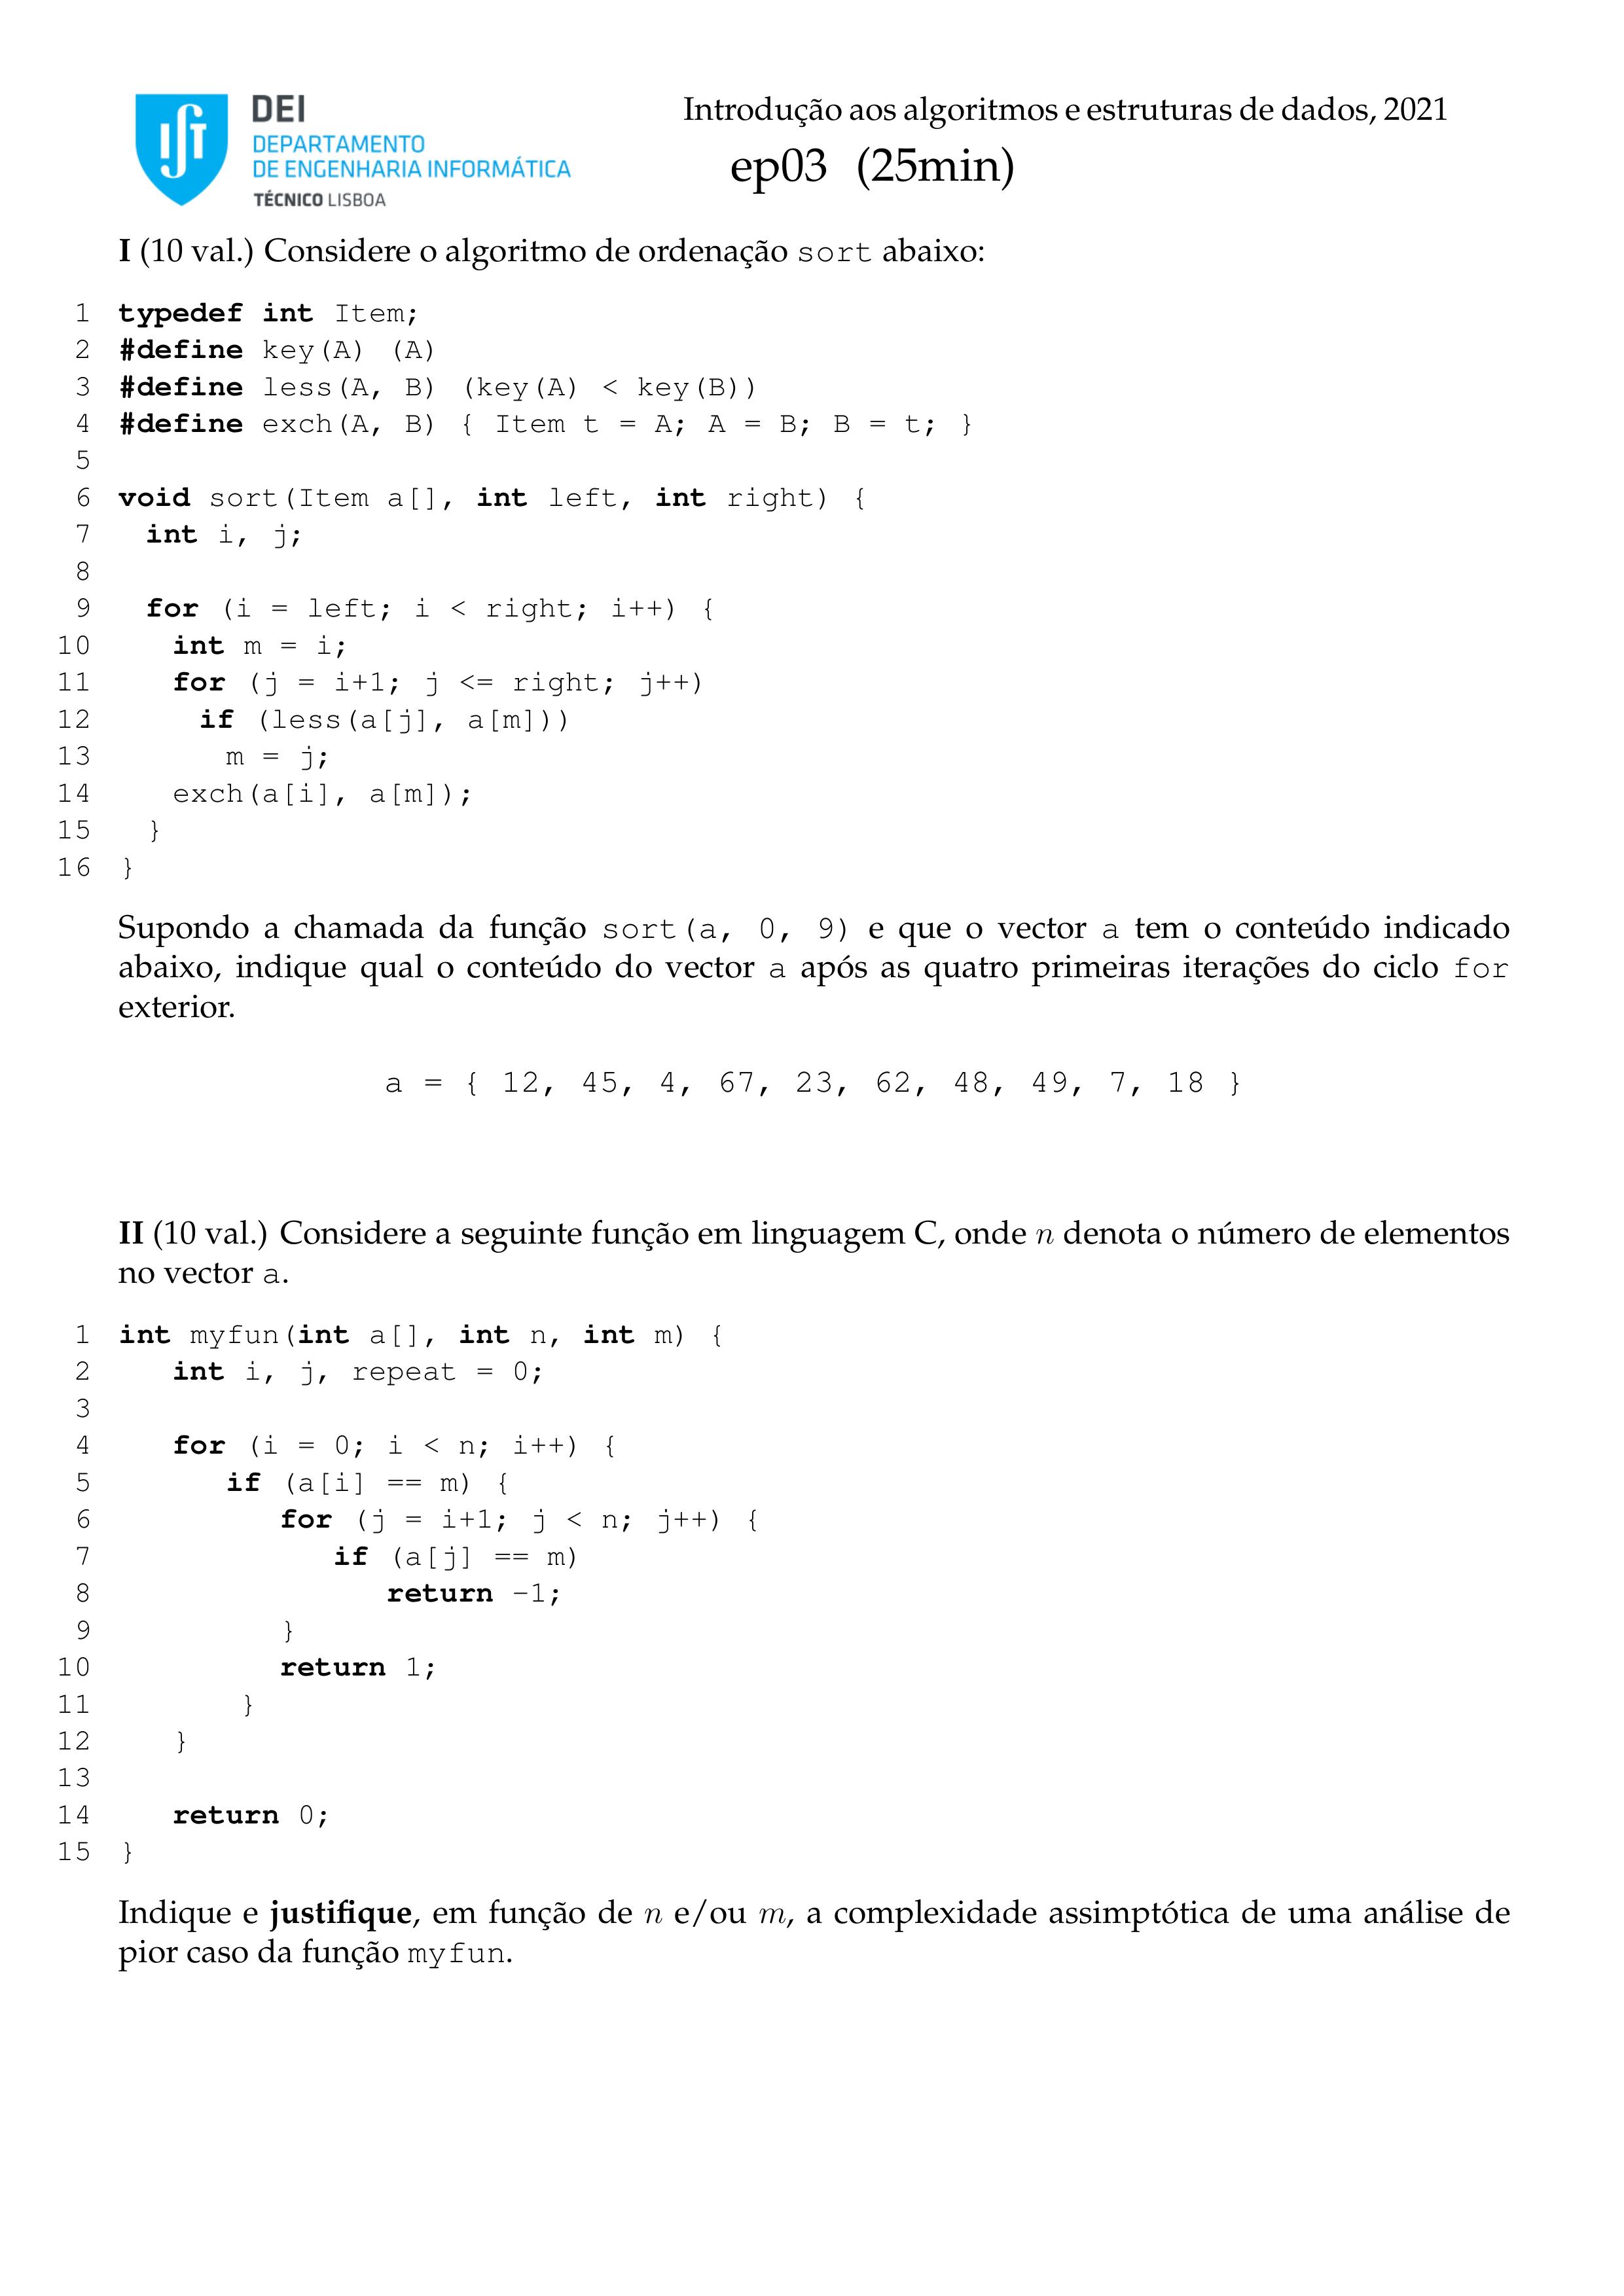 DEI
DEPARTAMENTO
DE ENGENHARIA INFORMÁTICA
TÉCNICO LISBOA
Introdução aos algoritmos e estruturas de dados, 2021
ep03 (25min)
I (10 val.) Considere o algoritmo de ordenação sort abaixo:
1 typedef int Item;
2 #define key(A) (A)
3 #define less(A, B) (key(A) < key(B))
4 #define exch(A, B) { Item t = A; A = B; B = t; }
5
6 void sort(Item a[], int left, int right) {
7 int i, j;
8
9 for (i = left; i < right; i++) {
10 int m = i;
11 for (j = i+1; j <= right; j++)
12 if (less(a[j], a[m]))
13 m = j;
14 exch(a[i], a[m]);
15 }
16 }
Supondo a chamada da função sort(a, 0, 9) e que o vector a tem o conteúdo indicado
abaixo, indique qual o conteúdo do vector a após as quatro primeiras iterações do ciclo for
exterior.
a = { 12, 45, 4, 67, 23, 62, 48, 49, 7, 18 }
II (10 val.) Considere a seguinte função em linguagem C, onde n denota o número de elementos
no vector a.
1 int myfun(int a[], int n, int m) {
2 int i, j, repeat = 0;
3
4 for (i = 0; i < n; i++) {
5 if (a[i] == m) {
6 for (j = i+1; j < n; j++) {
7 if (a[j] == m)
8 return -1;
9 }
10 return 1;
11 }
12 }
13
14 return 0;
15 }
Indique e justifique, em função de n e/ou m, a complexidade assimptótica de uma análise de
pior caso da função myfun.